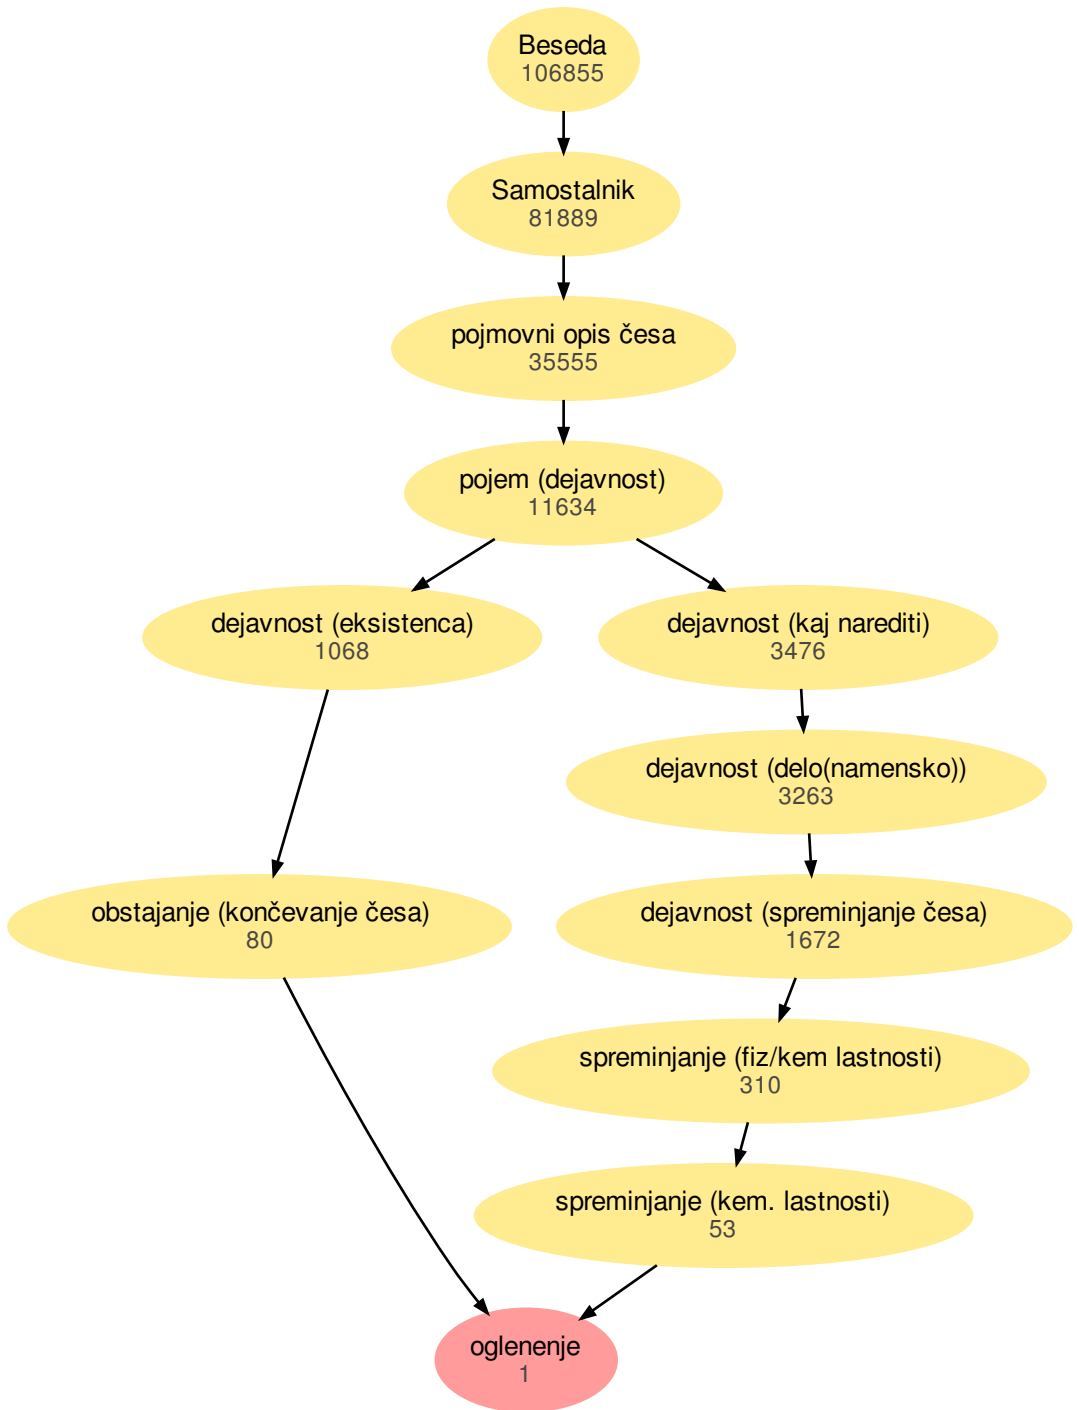 Beseda
106855
Samostalnik
81889
pojmovni opis česa
35555
pojem (dejavnost)
11634
dejavnost (eksistenca)
1068
dejavnost (kaj narediti)
3476
dejavnost (delo(namensko))
3263
obstajanje (končevanje česa)
80
dejavnost (spreminjanje česa)
1672
spreminjanje (fiz/kem lastnosti)
310
spreminjanje (kem. lastnosti)
53
oglenenje
1